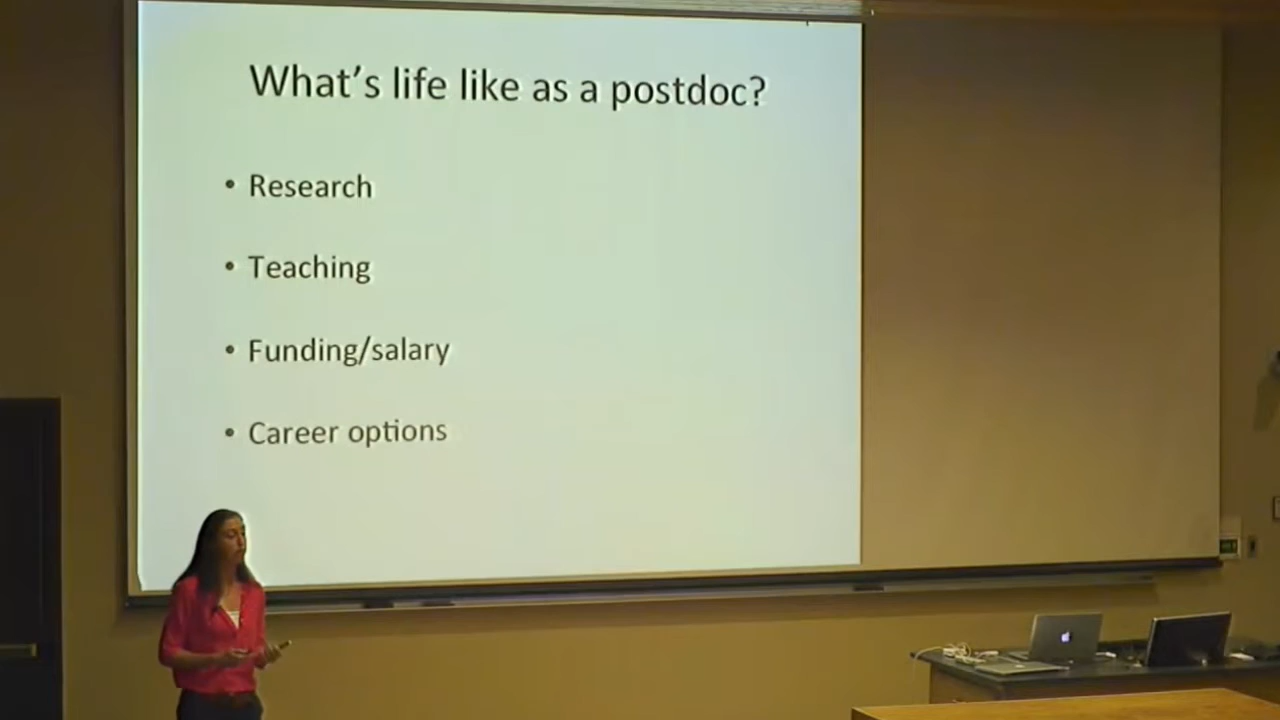 What's life like as a postdoc?
• Research
• Teaching
• Funding/salary
• Career options